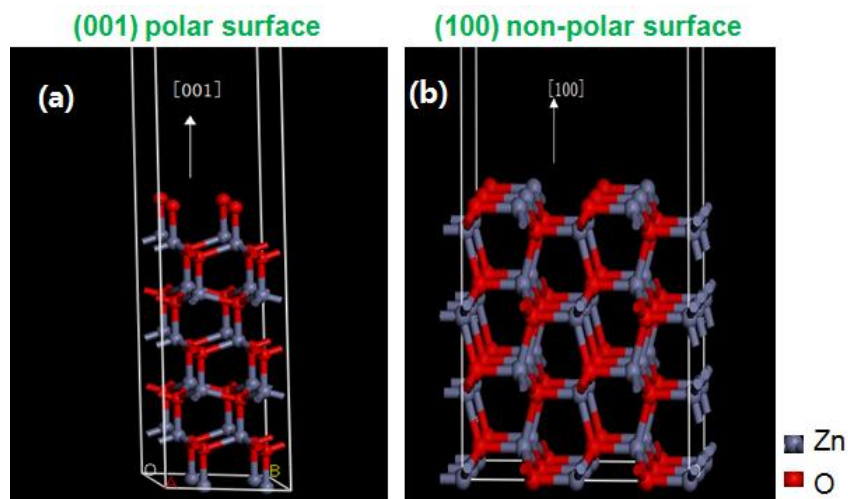 (001) polar surface
(100) non-polar surface
(a)
[001]
(b)
[100]
Zn
O
O
A
B